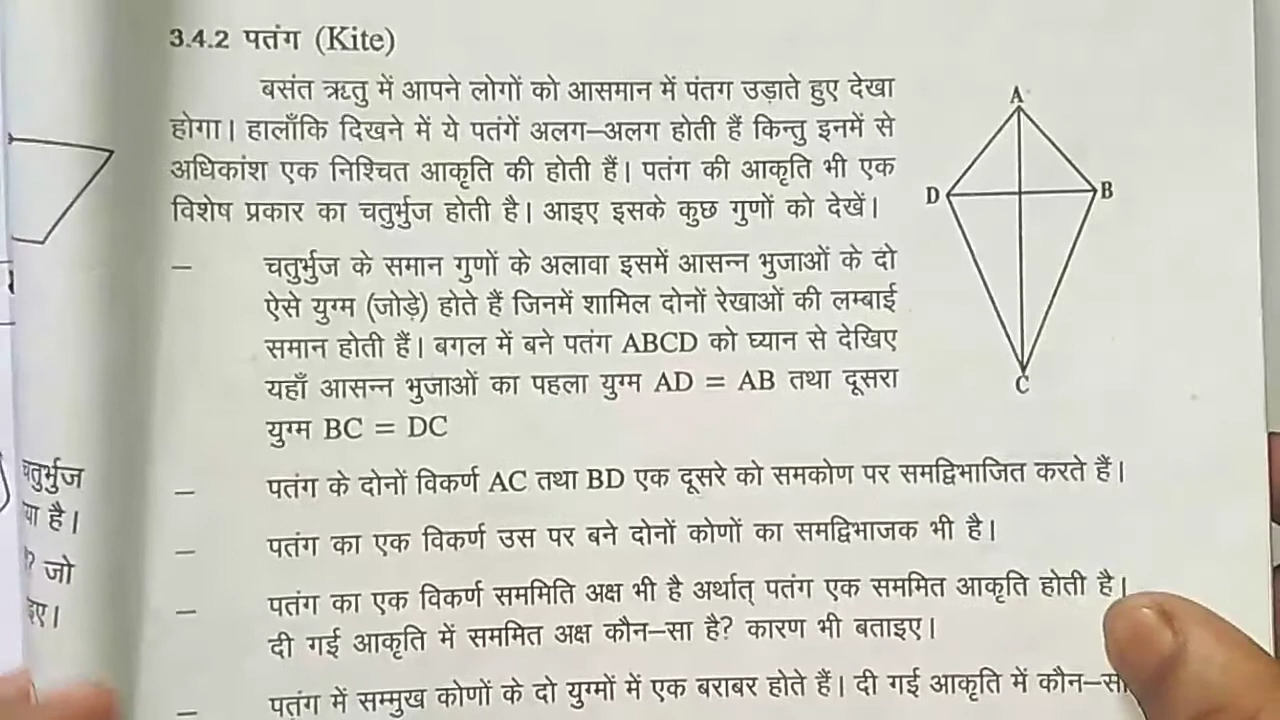 3.4.2 पतंग (Kite)
बसंत ऋतु में आपने लोगों को आसमान में पंतग उड़ाते हुए देखा
होगा। हालाँकि दिखने में ये पतंगें अलग–अलग होती हैं किन्तु इनमें से
अधिकांश एक निश्चित आकृति की होती हैं। पतंग की आकृति भी एक
विशेष प्रकार का चतुर्भुज होती है। आइए इसके कुछ गुणों को देखें।
– चतुर्भुज के समान गुणों के अलावा इसमें आसन्न भुजाओं के दो
ऐसे युग्म (जोड़े) होते हैं जिनमें शामिल दोनों रेखाओं की लम्बाई
समान होती हैं। बगल में बने पतंग ABCD को ध्यान से देखिए
यहाँ आसन्न भुजाओं का पहला युग्म AD = AB तथा दूसरा
युग्म BC = DC
A
D
B
C
– पतंग के दोनों विकर्ण AC तथा BD एक दूसरे को समकोण पर समद्विभाजित करते हैं।
– पतंग का एक विकर्ण उस पर बने दोनों कोणों का समद्विभाजक भी है।
– पतंग का एक विकर्ण सममिति अक्ष भी है अर्थात् पतंग एक सममित आकृति होती है।
दी गई आकृति में सममित अक्ष कौन–सा है? कारण भी बताइए।
– पतंग में सम्मुख कोणों के दो युग्मों में एक बराबर होते हैं। दी गई आकृति में कौन–सा
चतुर्भुज
या है।
? जो
इए।